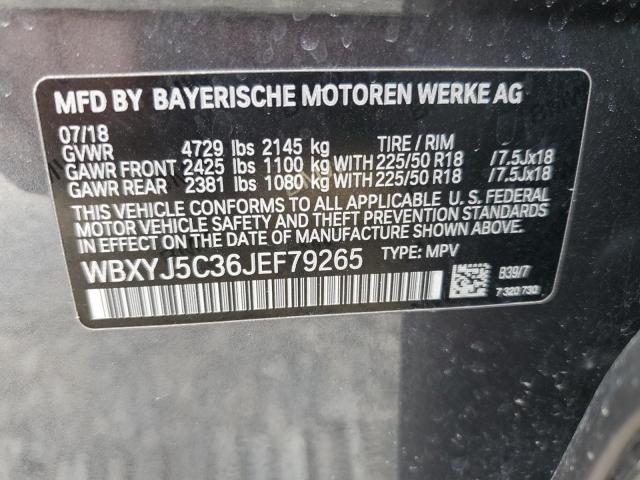 MFD BY BAYERISCHE MOTOREN WERKE AG
07/18
GVWR 4729 lbs 2145 kg TIRE / RIM
GAWR FRONT 2425 lbs 1100 kg WITH 225/50 R18 /7.5Jx18
GAWR REAR 2381 lbs 1080 kg WITH 225/50 R18 /7.5Jx18
THIS VEHICLE CONFORMS TO ALL APPLICABLE U. S. FEDERAL
MOTOR VEHICLE SAFETY AND THEFT PREVENTION STANDARDS
IN EFFECT ON THE DATE OF MANUFACTURE SHOWN ABOVE.
WBXYJ5C36JEF79265 TYPE: MPV
B39/7
7 320 730